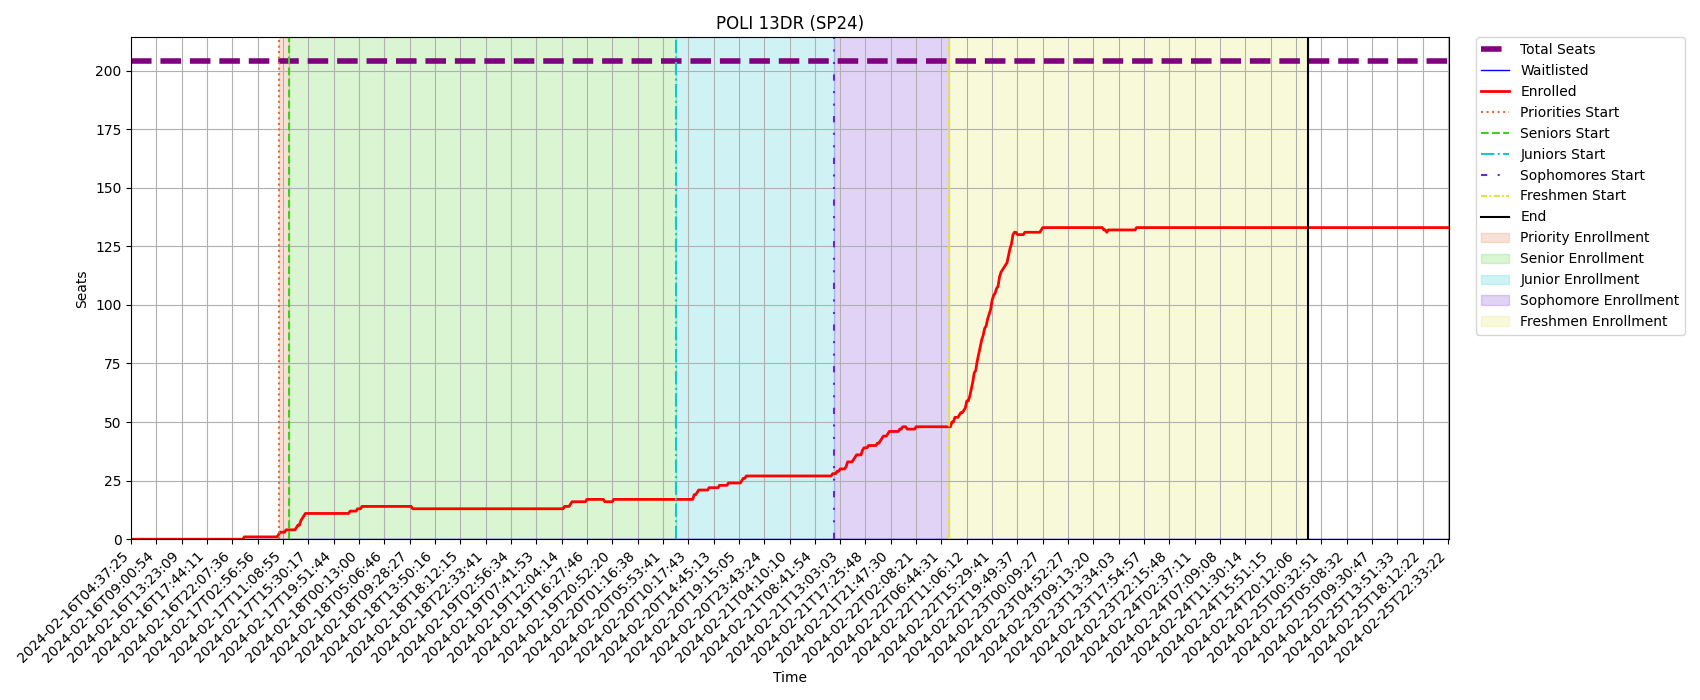 POLI 13DR (SP24)
Total Seats
Waitlisted
Enrolled
Priorities Start
Seniors Start
Juniors Start
Sophomores Start
Freshmen Start
End
Priority Enrollment
Senior Enrollment
Junior Enrollment
Sophomore Enrollment
Freshmen Enrollment
Seats
200
175
150
125
100
75
50
25
0
2024-02-16T04:37:25
2024-02-16T09:00:54
2024-02-16T13:23:09
2024-02-16T17:44:11
2024-02-16T22:07:36
2024-02-17T02:56:56
2024-02-17T11:08:55
2024-02-17T15:30:17
2024-02-17T19:51:44
2024-02-18T00:13:00
2024-02-18T05:06:46
2024-02-18T09:28:27
2024-02-18T13:50:16
2024-02-18T18:12:15
2024-02-18T22:33:41
2024-02-19T02:56:34
2024-02-19T07:41:53
2024-02-19T12:04:14
2024-02-19T16:27:46
2024-02-19T20:52:20
2024-02-20T01:16:38
2024-02-20T05:53:41
2024-02-20T10:17:43
2024-02-20T14:45:13
2024-02-20T19:15:05
2024-02-20T23:43:24
2024-02-21T04:10:10
2024-02-21T08:41:54
2024-02-21T13:03:03
2024-02-21T17:25:48
2024-02-21T21:47:30
2024-02-22T02:08:21
2024-02-22T06:44:31
2024-02-22T11:06:12
2024-02-22T15:29:41
2024-02-22T19:49:37
2024-02-23T00:09:27
2024-02-23T04:52:27
2024-02-23T09:13:20
2024-02-23T13:34:03
2024-02-23T17:54:57
2024-02-23T22:15:48
2024-02-24T02:37:11
2024-02-24T07:09:08
2024-02-24T11:30:14
2024-02-24T15:51:15
2024-02-24T20:12:06
2024-02-25T00:32:51
2024-02-25T05:08:32
2024-02-25T09:30:47
2024-02-25T13:51:33
2024-02-25T18:12:22
2024-02-25T22:33:22
Time